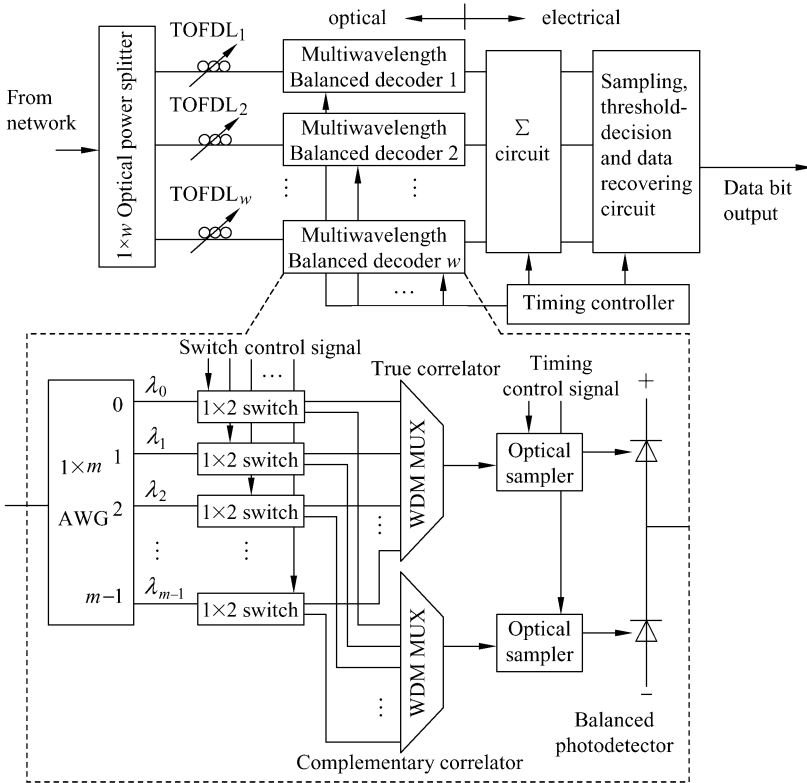 optical
electrical
TOFDL1
TOFDL2
⋮
TOFDLw
From
network
1×w Optical power splitter
Multiwavelength
Balanced decoder 1
Multiwavelength
Balanced decoder 2
⋮
Multiwavelength
Balanced decoder w
...
Σ
circuit
Sampling,
threshold-
decision
and data
recovering
circuit
Data bit
output
Timing controller
Switch control signal
...
True correlator
Timing
control signal
1×m
AWG
0
λ0
1×2 switch
1
λ1
1×2 switch
2
λ2
1×2 switch
⋮
m−1
λm−1
1×2 switch
WDM MUX
⋮
Optical
sampler
+
WDM MUX
⋮
Optical
sampler
−
Balanced
photodetector
Complementary correlator